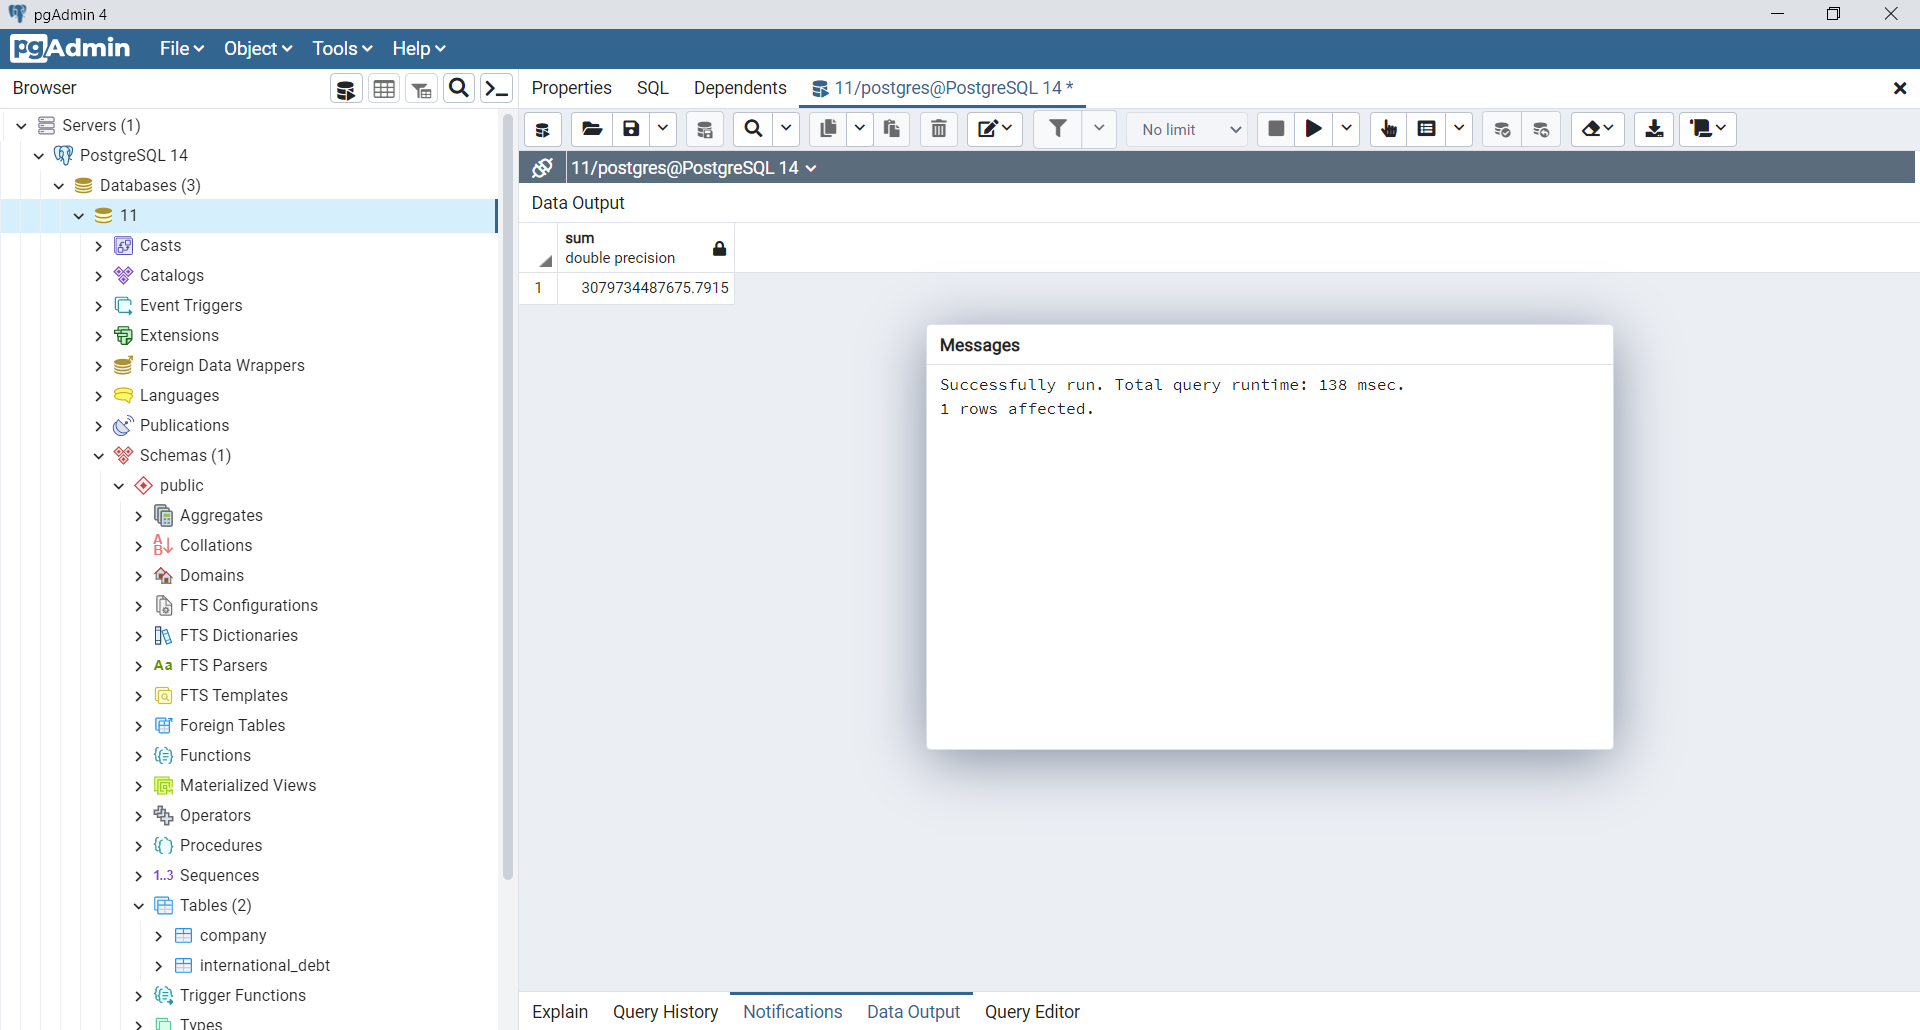 pgAdmin 4
pgAdmin File Object Tools Help
Browser
Properties SQL Dependents 11/postgres@PostgreSQL 14 *
No limit
11/postgres@PostgreSQL 14
Data Output
sum
double precision
1 3079734487675.7915
Messages
Successfully run. Total query runtime: 138 msec.
1 rows affected.
Servers (1)
PostgreSQL 14
Databases (3)
11
Casts
Catalogs
Event Triggers
Extensions
Foreign Data Wrappers
Languages
Publications
Schemas (1)
public
Aggregates
Collations
Domains
FTS Configurations
FTS Dictionaries
Aa FTS Parsers
FTS Templates
Foreign Tables
Functions
Materialized Views
Operators
Procedures
1..3 Sequences
Tables (2)
company
international_debt
Trigger Functions
Types
Explain Query History Notifications Data Output Query Editor